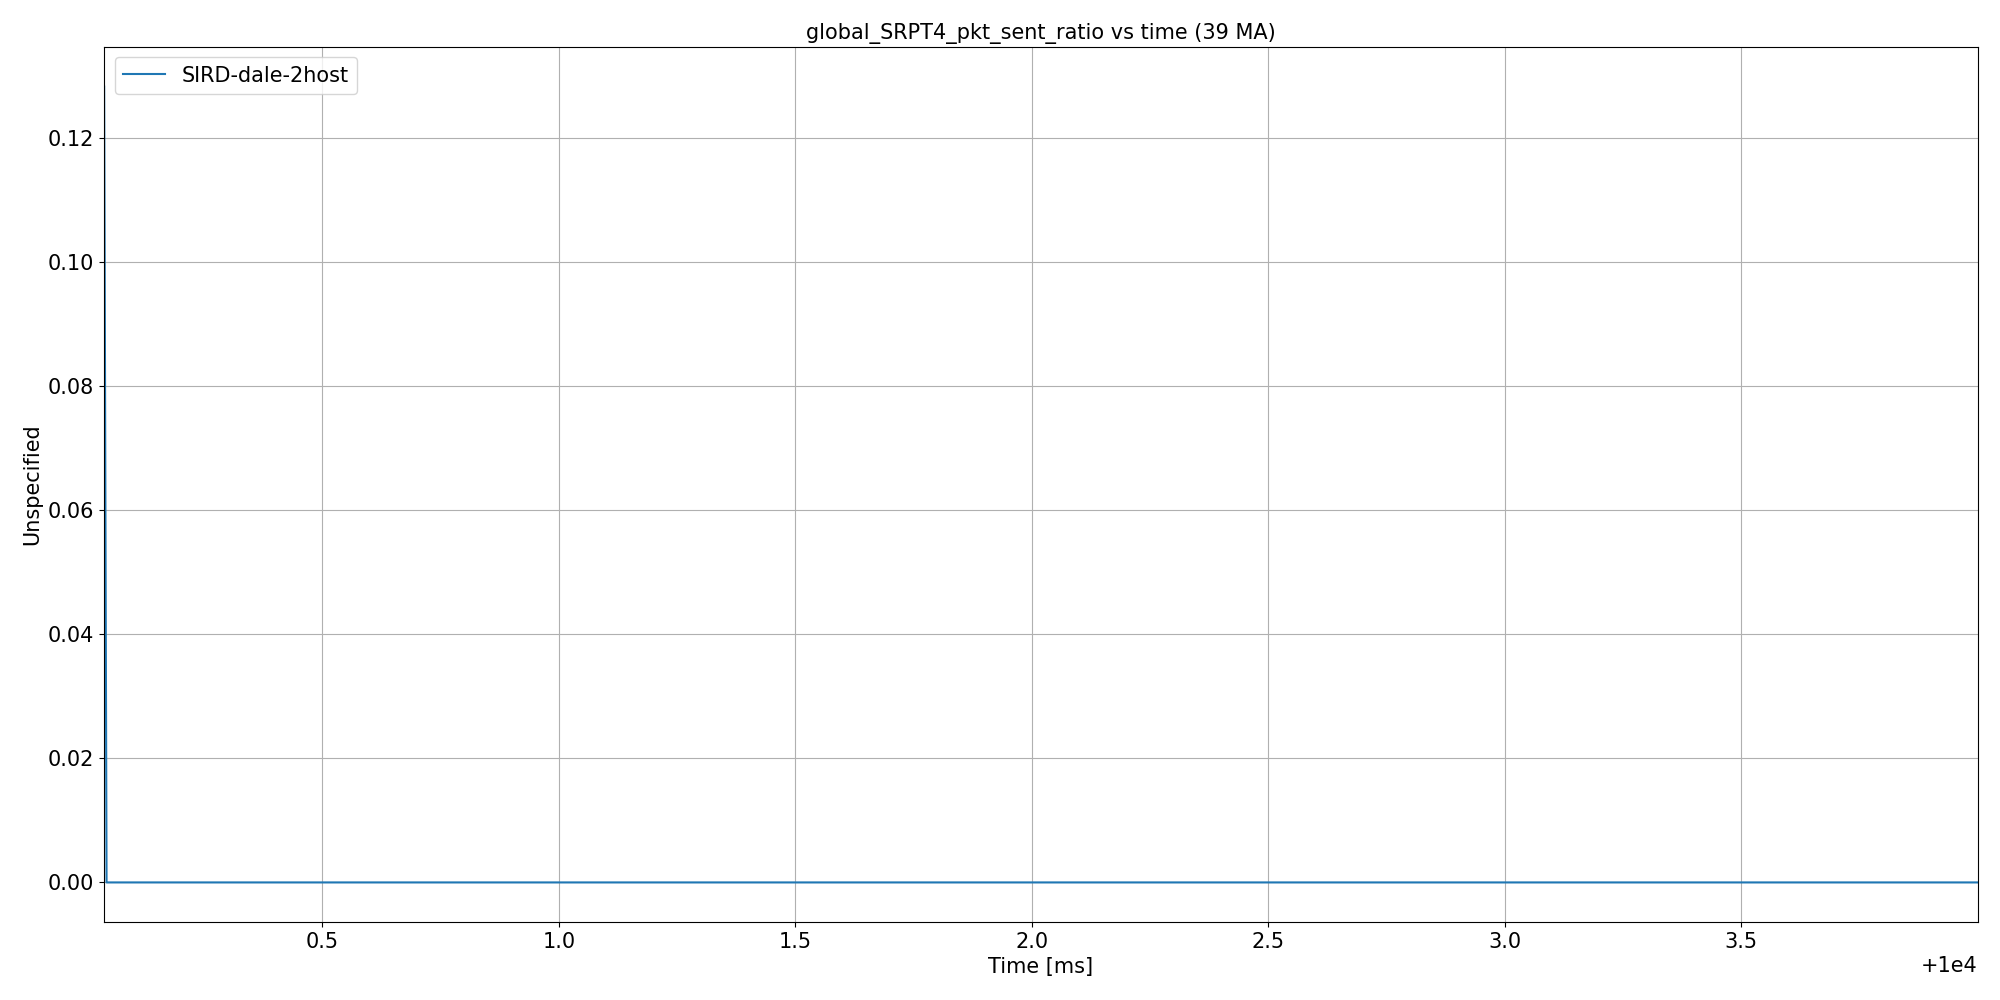 global_SRPT4_pkt_sent_ratio vs time (39 MA)
SIRD-dale-2host
0.12
0.10
0.08
0.06
0.04
0.02
0.00
Unspecified
0.5 1.0 1.5 2.0 2.5 3.0 3.5
Time [ms]
+1e4